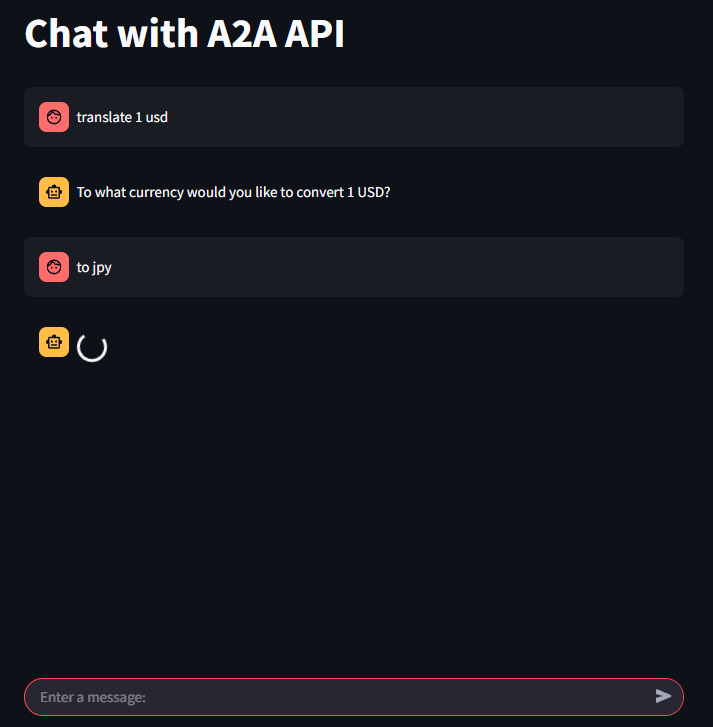 Chat with A2A API
translate 1 usd
To what currency would you like to convert 1 USD?
to jpy
Enter a message: